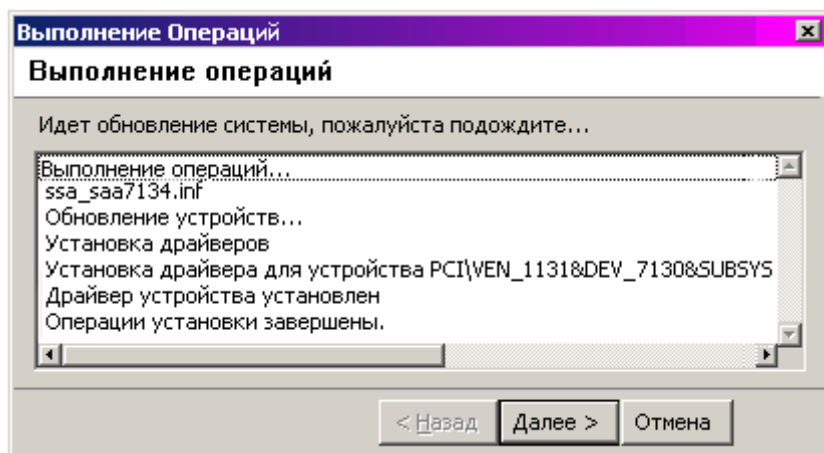 Выполнение Операций
Выполнение операций
Идет обновление системы, пожалуйста подождите...
Выполнение операций...
ssa_saa7134.inf
Обновление устройств...
Установка драйверов
Установка драйвера для устройства PCI\VEN_1131&DEV_7130&SUBSYS
Драйвер устройства установлен
Операции установки завершены.
< Назад Далее > Отмена